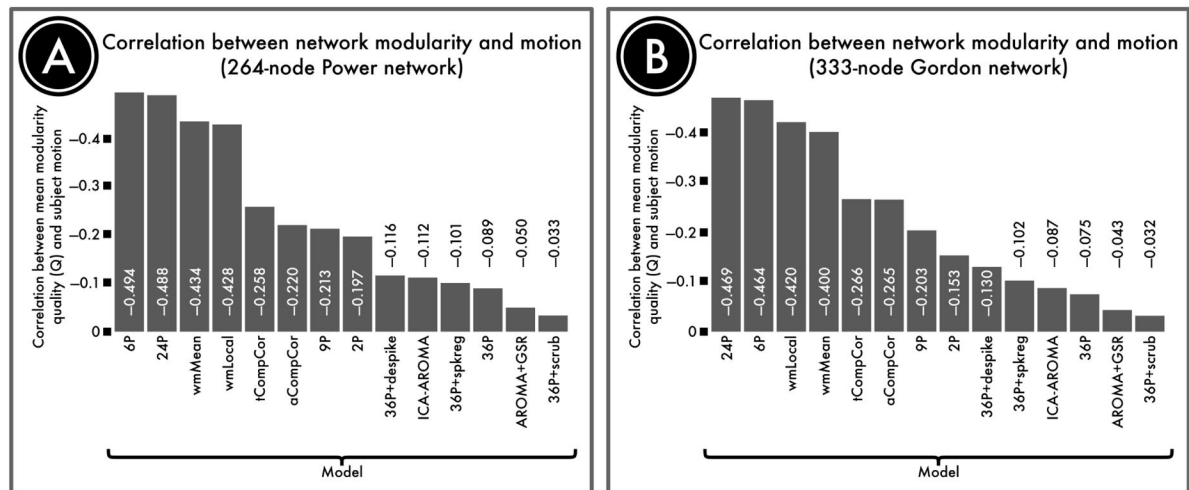 A
Correlation between network modularity and motion
(264-node Power network)
Correlation between mean modularity
quality (Q) and subject motion
−0.4
−0.3
−0.2
−0.1
0
−0.494
−0.488
−0.434
−0.428
−0.258
−0.220
−0.213
−0.197
−0.116
−0.112
−0.101
−0.089
−0.050
−0.033
6P
24P
wmMean
wmLocal
tCompCor
aCompCor
9P
2P
36P+despike
ICA-AROMA
36P+spkreg
36P
AROMA+GSR
36P+scrub
Model
B
Correlation between network modularity and motion
(333-node Gordon network)
Correlation between mean modularity
quality (Q) and subject motion
−0.4
−0.3
−0.2
−0.1
0
−0.469
−0.464
−0.420
−0.400
−0.266
−0.265
−0.203
−0.153
−0.130
−0.102
−0.087
−0.075
−0.043
−0.032
24P
6P
wmLocal
wmMean
tCompCor
aCompCor
9P
2P
36P+despike
36P+spkreg
ICA-AROMA
36P
AROMA+GSR
36P+scrub
Model